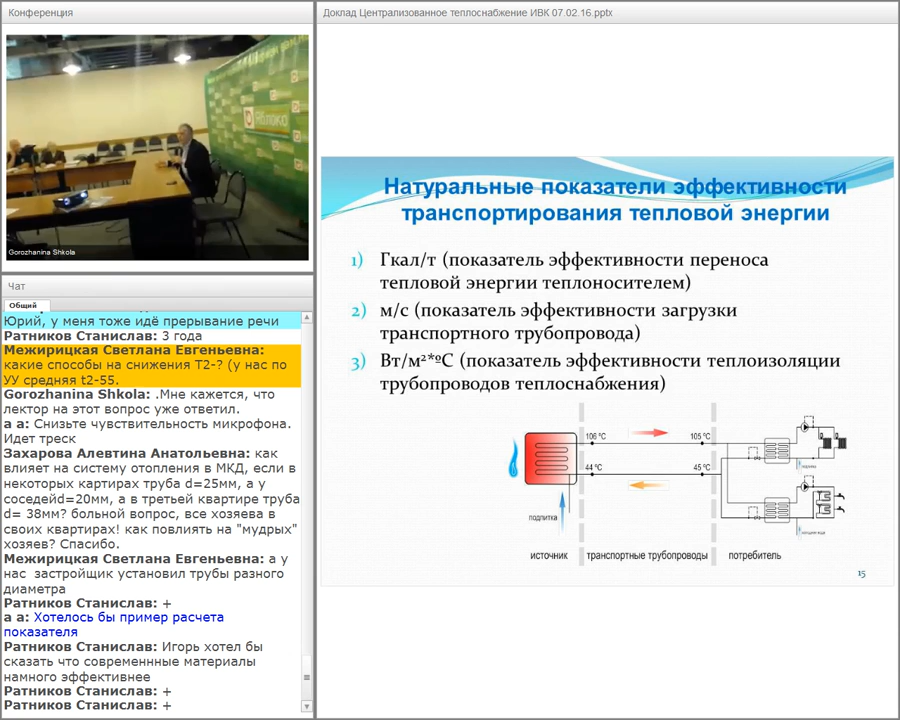 Конференция
Яблоко
Gorozhanina Shkola
Чат
Общий
Юрий, у меня тоже идё прерывание речи
Ратников Станислав: 3 года
Межирицкая Светлана Евгеньевна:
какие способы на снижения Т2-? (у нас по
УУ средняя t2-55.
Gorozhanina Shkola: .Мне кажется, что
лектор на этот вопрос уже ответил.
а а: Снизьте чувствительность микрофона.
Идет треск
Захарова Алевтина Анатольевна: как
влияет на систему отопления в МКД, если в
некоторых картирах труба d=25мм, а у
соседейd=20мм, а в третьей квартире труба
d= 38мм? больной вопрос, все хозяева в
своих квартирах! как повлиять на "мудрых"
хозяев? Спасибо.
Межирицкая Светлана Евгеньевна: а у
нас застройщик установил трубы разного
диаметра
Ратников Станислав: +
а а: Хотелось бы пример расчета
показателя
Ратников Станислав: Игорь хотел бы
сказать что современнные материалы
намного эффективнее
Ратников Станислав: +
Ратников Станислав: +
Доклад Централизованное теплоснабжение ИВК 07.02.16.pptx
Натуральные показатели эффективности
транспортирования тепловой энергии
1) Гкал/т (показатель эффективности переноса
тепловой энергии теплоносителем)
2) м/с (показатель эффективности загрузки
транспортного трубопровода)
3) Вт/м²*ºС (показатель эффективности теплоизоляции
трубопроводов теплоснабжения)
106 ºС
105 ºС
44 ºС
45 ºС
подпитка
источник
транспортные трубопроводы
потребитель
15